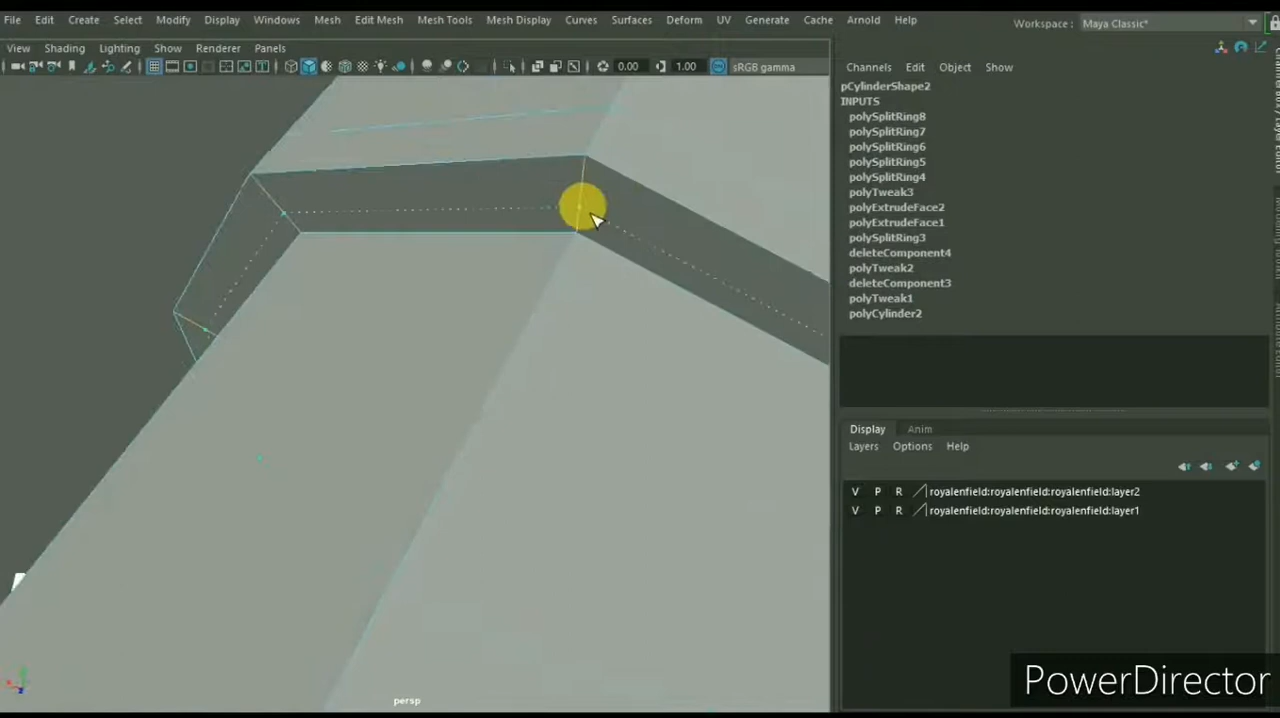 File Edit Create Select Modify Display Windows Mesh Edit Mesh Mesh Tools Mesh Display Curves Surfaces Deform UV Generate Cache Arnold Help
Workspace : Maya Classic*
View Shading Lighting Show Renderer Panels
0.00 1.00 sRGB gamma
Channels Edit Object Show
pCylinderShape2
INPUTS
polySplitRing8
polySplitRing7
polySplitRing6
polySplitRing5
polySplitRing4
polyTweak3
polyExtrudeFace2
polyExtrudeFace1
polySplitRing3
deleteComponent4
polyTweak2
deleteComponent3
polyTweak1
polyCylinder2
Display Anim
Layers Options Help
V P R royalenfield:royalenfield:royalenfield:layer2
V P R royalenfield:royalenfield:royalenfield:layer1
persp
PowerDirector